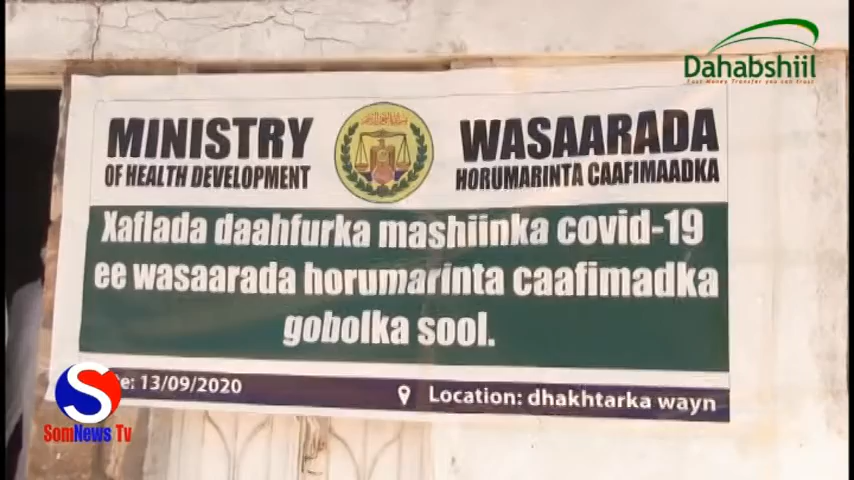 Dahabshiil
Fast Money Transfer you can trust
MINISTRY
OF HEALTH DEVELOPMENT
WASAARADA
HORUMARINTA CAAFIMAADKA
Xaflada daahfurka mashiinka covid-19
ee wasaarada horumarinta caafimadka
gobolka sool.
te: 13/09/2020
Location: dhakhtarka wayn
S
SomNews Tv